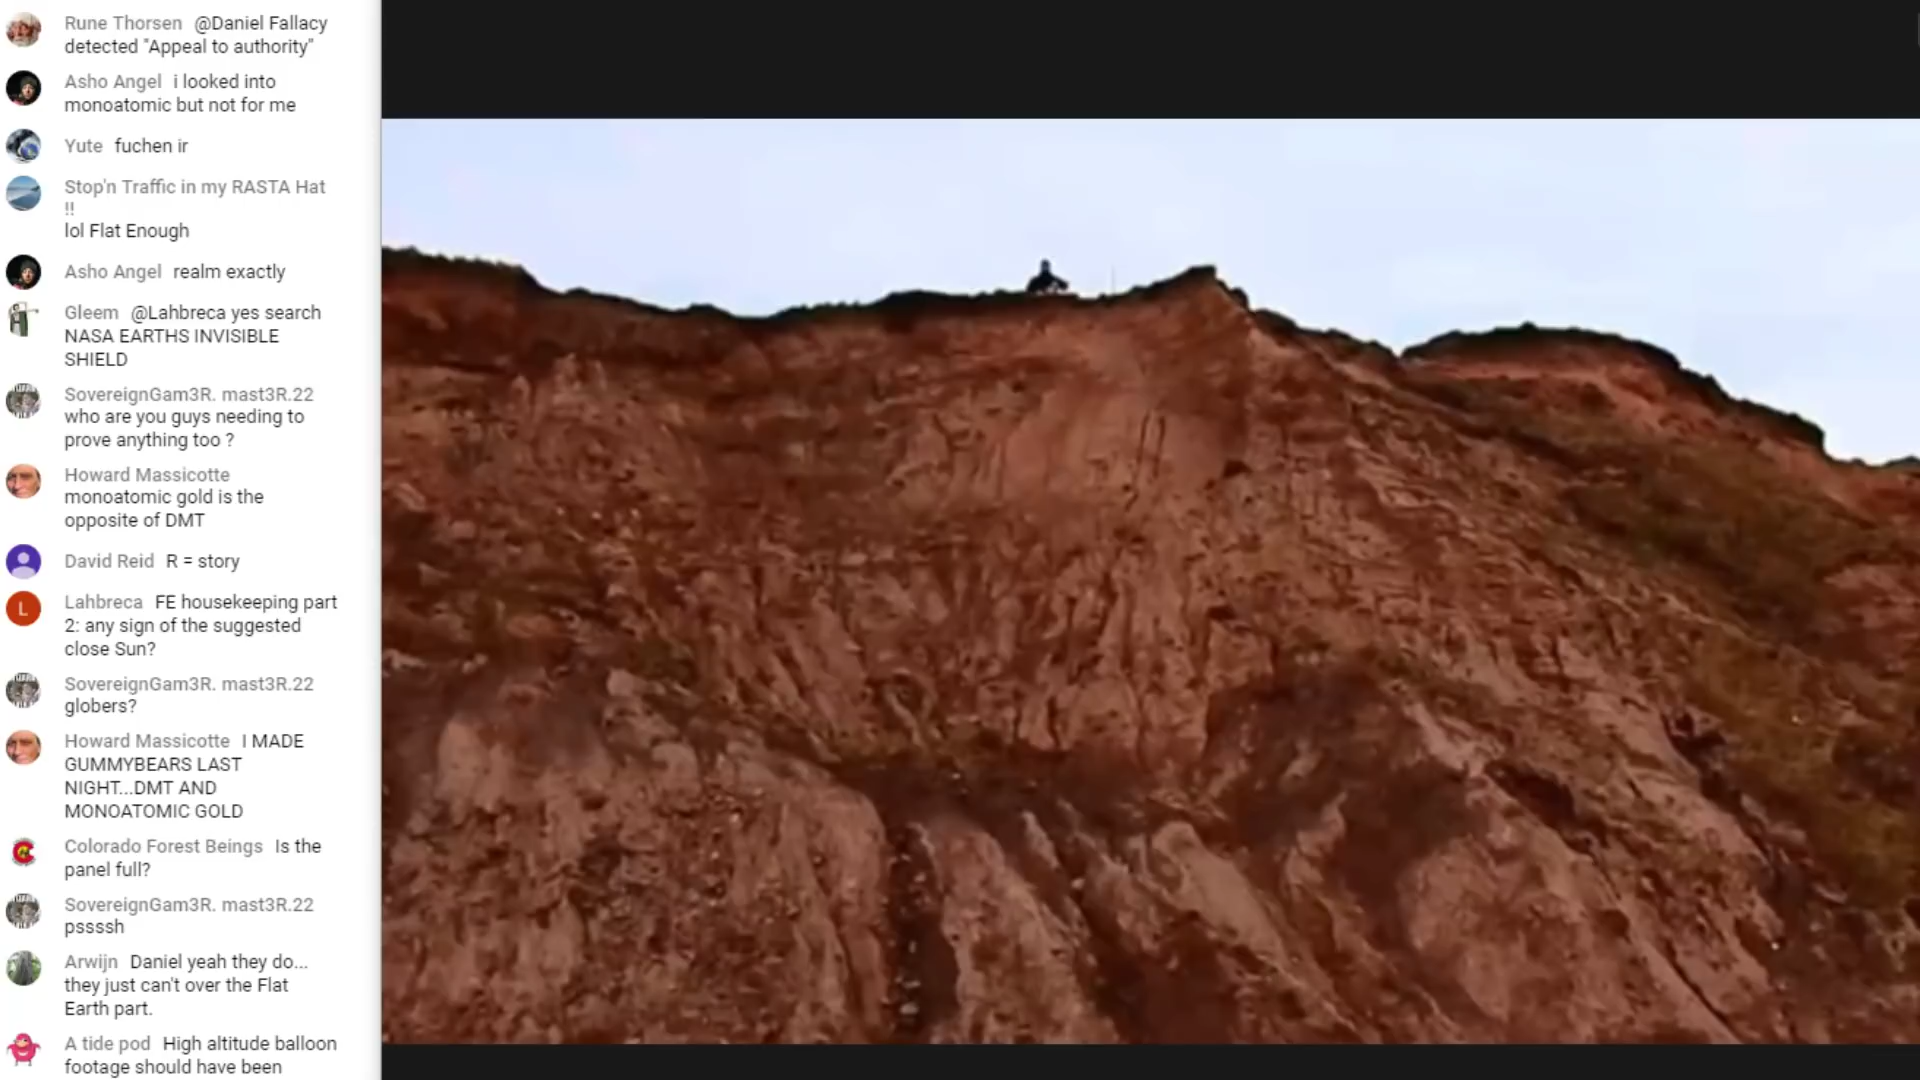 Rune Thorsen @Daniel Fallacy
detected "Appeal to authority"
Asho Angel i looked into
monoatomic but not for me
Yute fuchen ir
Stop'n Traffic in my RASTA Hat
!!
lol Flat Enough
Asho Angel realm exactly
Gleem @Lahbreca yes search
NASA EARTHS INVISIBLE
SHIELD
SovereignGam3R. mast3R.22
who are you guys needing to
prove anything too ?
Howard Massicotte
monoatomic gold is the
opposite of DMT
David Reid R = story
L
Lahbreca FE housekeeping part
2: any sign of the suggested
close Sun?
SovereignGam3R. mast3R.22
globers?
Howard Massicotte I MADE
GUMMYBEARS LAST
NIGHT...DMT AND
MONOATOMIC GOLD
Colorado Forest Beings Is the
panel full?
SovereignGam3R. mast3R.22
pssssh
Arwijn Daniel yeah they do...
they just can't over the Flat
Earth part.
A tide pod High altitude balloon
footage should have been